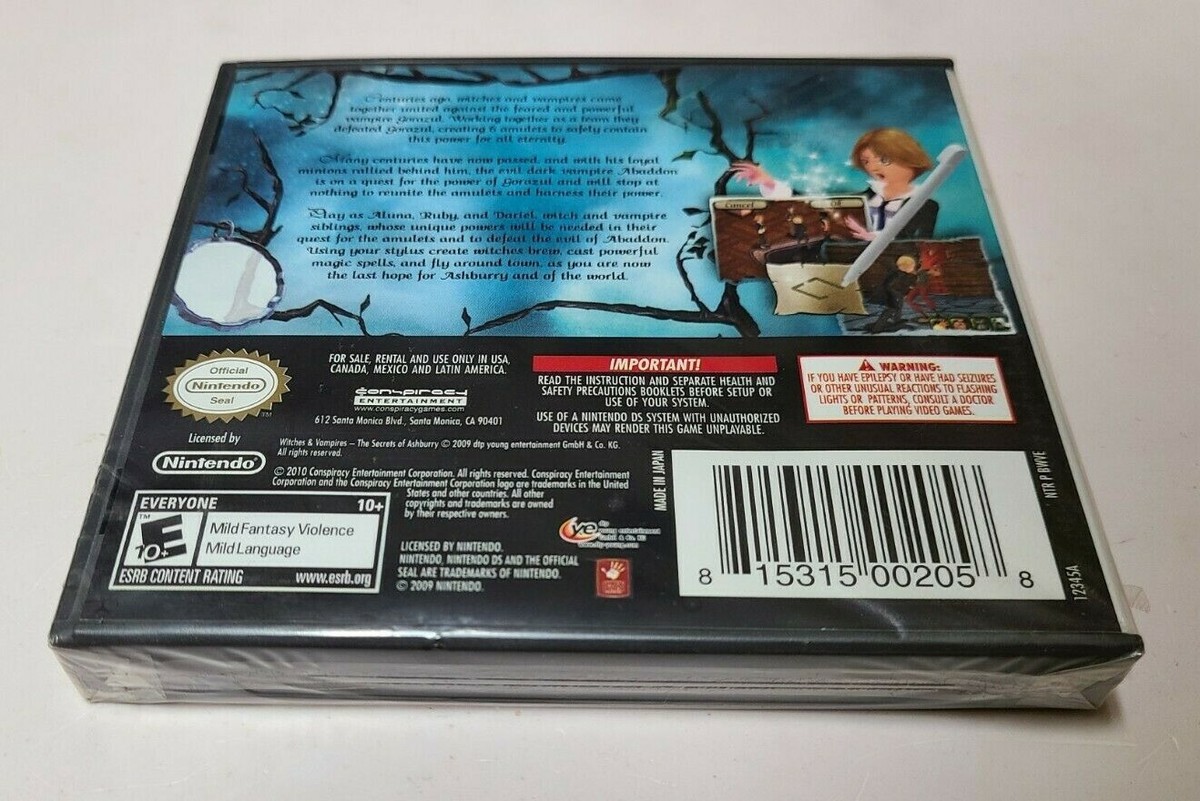 Centuries ago, witches and vampires came
together united against the feared and powerful
vampire Gorazul. Working together as a team they
defeated Gorazul, creating 6 amulets to safely contain
this power for all eternity.
Many centuries have now passed, and with his loyal
minions rallied behind him, the evil dark vampire Abaddon
is on a quest for the power of Gorazul and will stop at
nothing to reunite the amulets and harness their power.
Play as Aluna, Ruby, and Dariel, witch and vampire
siblings, whose unique powers will be needed in their
quest for the amulets and to defeat the evil of Abaddon.
Using your stylus create witches brew, cast powerful
magic spells, and fly around town, as you are now
the last hope for Ashburry and of the world.
Cancel
OK
Official
Nintendo
Seal
TM
FOR SALE, RENTAL AND USE ONLY IN USA,
CANADA, MEXICO AND LATIN AMERICA.
conspiracy
ENTERTAINMENT
www.conspiracygames.com
612 Santa Monica Blvd., Santa Monica, CA 90401
IMPORTANT!
READ THE INSTRUCTION AND SEPARATE HEALTH AND
SAFETY PRECAUTIONS BOOKLETS BEFORE SETUP OR
USE OF YOUR SYSTEM.
USE OF A NINTENDO DS SYSTEM WITH UNAUTHORIZED
DEVICES MAY RENDER THIS GAME UNPLAYABLE.
WARNING:
IF YOU HAVE EPILEPSY OR HAVE HAD SEIZURES
OR OTHER UNUSUAL REACTIONS TO FLASHING
LIGHTS OR PATTERNS, CONSULT A DOCTOR
BEFORE PLAYING VIDEO GAMES.
Licensed by
Nintendo
Witches & Vampires – The Secrets of Ashburry © 2009 dtp young entertainment GmbH & Co. KG.
All rights reserved.
© 2010 Conspiracy Entertainment Corporation. All rights reserved. Conspiracy Entertainment
Corporation and the Conspiracy Entertainment Corporation logo are trademarks in the United
States and other countries. All other
copyrights and trademarks are owned
by their respective owners.
EVERYONE 10+
TM
E
10+
Mild Fantasy Violence
Mild Language
ESRB CONTENT RATING www.esrb.org
LICENSED BY NINTENDO.
NINTENDO, NINTENDO DS AND THE OFFICIAL
SEAL ARE TRADEMARKS OF NINTENDO.
© 2009 NINTENDO.
ye
dtp
young entertainment
GmbH & Co. KG
www.dtp-young.com
MADE IN JAPAN
8 15315 00205 8
NTR P BWVE
12345A